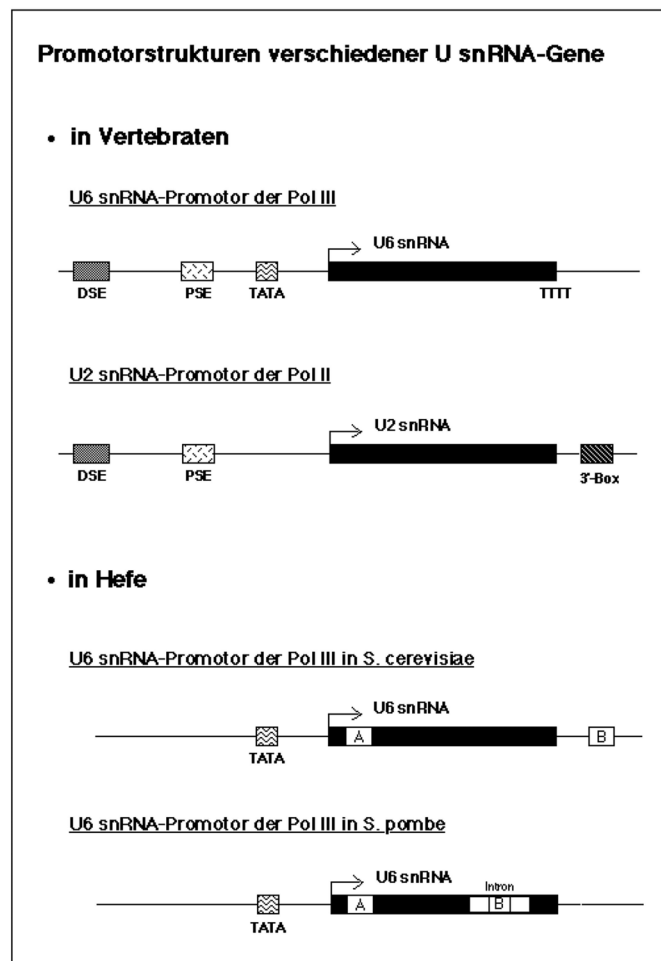 Promotorstrukturen verschiedener U snRNA-Gene
• in Vertebraten
U6 snRNA-Promotor der Pol III
U6 snRNA
DSE PSE TATA TTTT
U2 snRNA-Promotor der Pol II
U2 snRNA
DSE PSE 3'-Box
• in Hefe
U6 snRNA-Promotor der Pol III in S. cerevisiae
U6 snRNA
A B
TATA
U6 snRNA-Promotor der Pol III in S. pombe
U6 snRNA Intron
A B
TATA